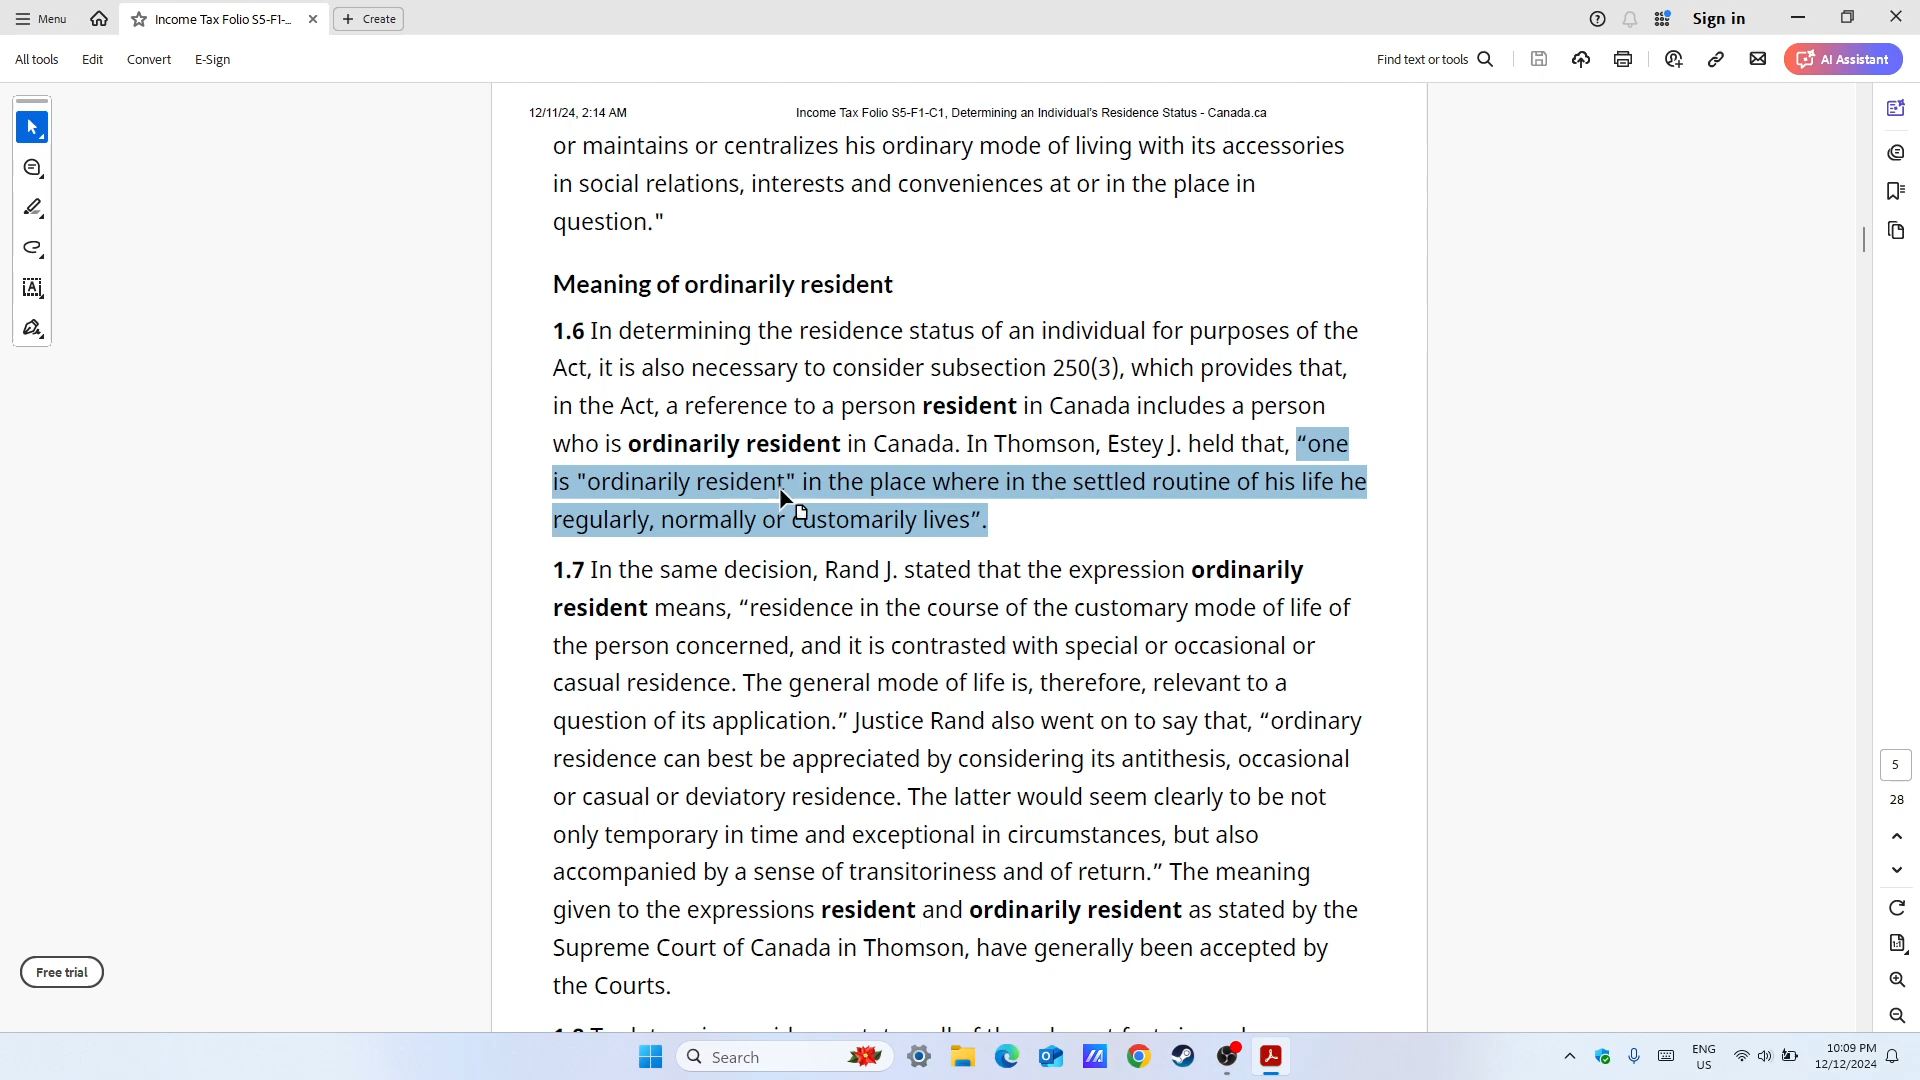 Menu
Income Tax Folio S5-F1-...
Create
Sign in
All tools
Edit
Convert
E-Sign
Find text or tools
AI Assistant
12/11/24, 2:14 AM
Income Tax Folio S5-F1-C1, Determining an Individual's Residence Status - Canada.ca
or maintains or centralizes his ordinary mode of living with its accessories
in social relations, interests and conveniences at or in the place in
question."
Meaning of ordinarily resident
1.6 In determining the residence status of an individual for purposes of the
Act, it is also necessary to consider subsection 250(3), which provides that,
in the Act, a reference to a person resident in Canada includes a person
who is ordinarily resident in Canada. In Thomson, Estey J. held that, “one
is "ordinarily resident" in the place where in the settled routine of his life he
regularly, normally or customarily lives”.
1.7 In the same decision, Rand J. stated that the expression ordinarily
resident means, “residence in the course of the customary mode of life of
the person concerned, and it is contrasted with special or occasional or
casual residence. The general mode of life is, therefore, relevant to a
question of its application.” Justice Rand also went on to say that, “ordinary
residence can best be appreciated by considering its antithesis, occasional
or casual or deviatory residence. The latter would seem clearly to be not
only temporary in time and exceptional in circumstances, but also
accompanied by a sense of transitoriness and of return.” The meaning
given to the expressions resident and ordinarily resident as stated by the
Supreme Court of Canada in Thomson, have generally been accepted by
the Courts.
5
28
Free trial
Search
ENG
US
10:09 PM
12/12/2024